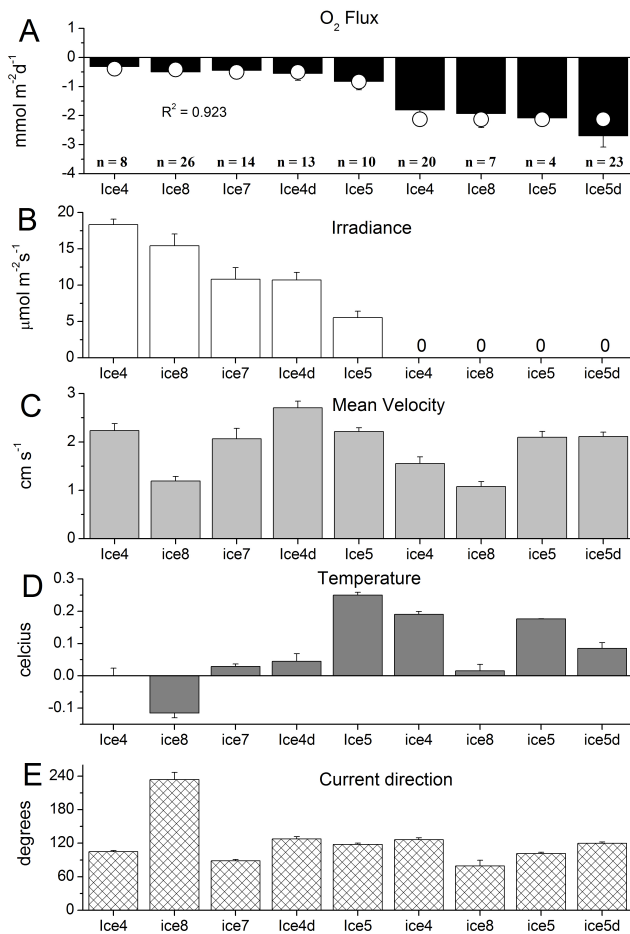 A
O2 Flux
mmol m-2d-1
1
0
-1
-2
-3
-4
R2 = 0.923
n = 8 n = 26 n = 14 n = 13 n = 10 n = 20 n = 7 n = 4 n = 23
Ice4 Ice8 Ice7 Ice4d Ice5 Ice4 Ice8 Ice5 Ice5d
B
Irradiance
μmol m-2s-1
20
15
10
5
0
0 0 0 0
Ice4 ice8 ice7 Ice4d Ice5 ice4 ice8 ice5 ice5d
C
Mean Velocity
cm s-1
3
2
1
0
Ice4 ice8 ice7 Ice4d Ice5 ice4 ice8 ice5 ice5d
D
Temperature
celcius
0.3
0.2
0.1
0.0
-0.1
Ice4 ice8 ice7 Ice4d Ice5 ice4 ice8 ice5 ice5d
E
Current direction
degrees
240
180
120
60
0
Ice4 ice8 ice7 Ice4d Ice5 ice4 ice8 ice5 ice5d